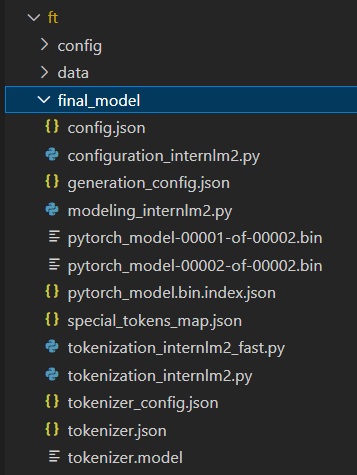 ft
config
data
final_model
config.json
configuration_internlm2.py
generation_config.json
modeling_internlm2.py
pytorch_model-00001-of-00002.bin
pytorch_model-00002-of-00002.bin
pytorch_model.bin.index.json
special_tokens_map.json
tokenization_internlm2_fast.py
tokenization_internlm2.py
tokenizer_config.json
tokenizer.json
tokenizer.model